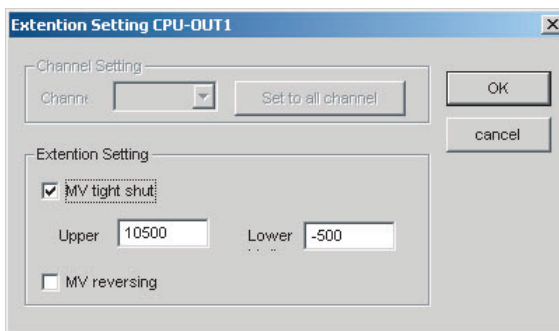 Extention Setting CPU-OUT1
Channel Setting
Channe
Set to all channel
OK
cancel
Extention Setting
MV tight shut
Upper 10500 Lower -500
MV reversing